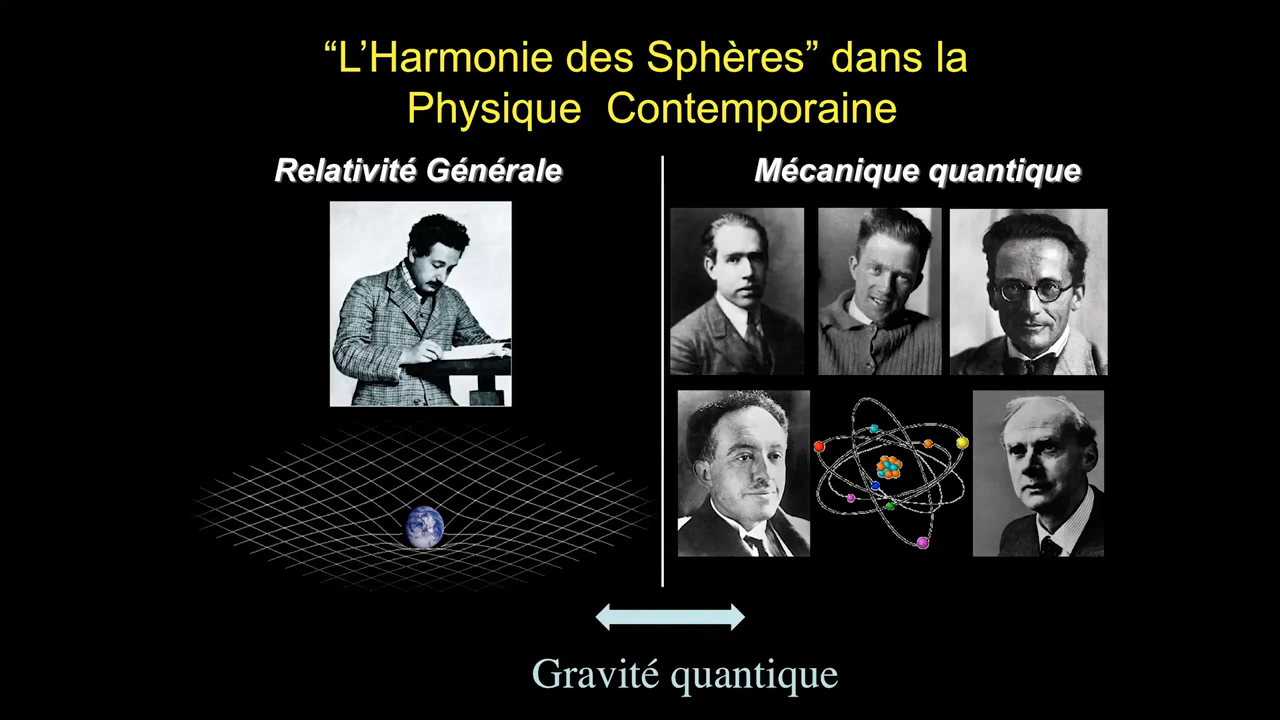 “L’Harmonie des Sphères” dans la
Physique Contemporaine
Relativité Générale
Mécanique quantique
Gravité quantique